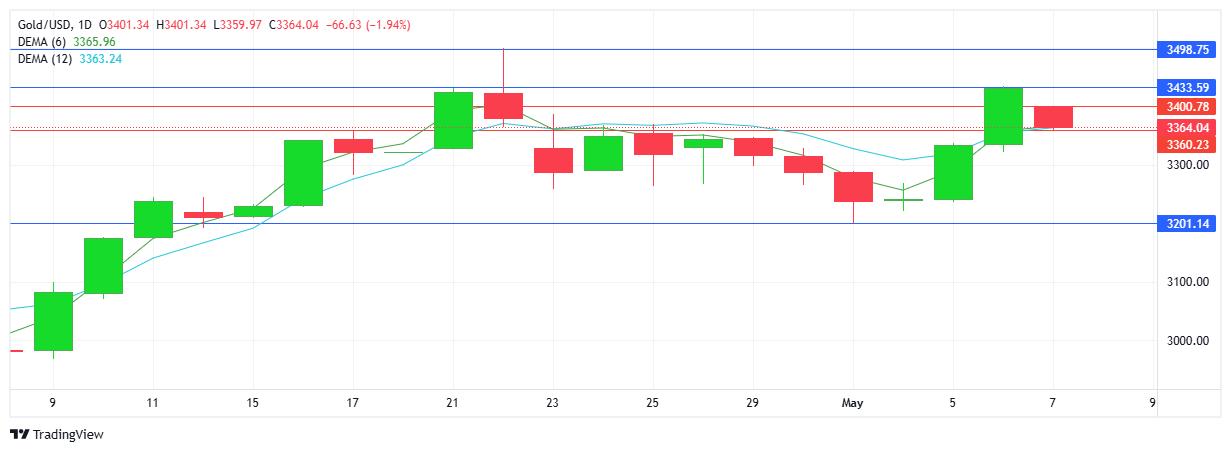 Gold/USD, 1D O3401.34 H3401.34 L3359.97 C3364.04 −66.63 (−1.94%)
DEMA (6) 3365.96
DEMA (12) 3363.24
3498.75
3433.59
3400.78
3364.04
3360.23
3300.00
3201.14
3100.00
3000.00
9 11 15 17 21 23 25 29 May 5 7 9
TradingView